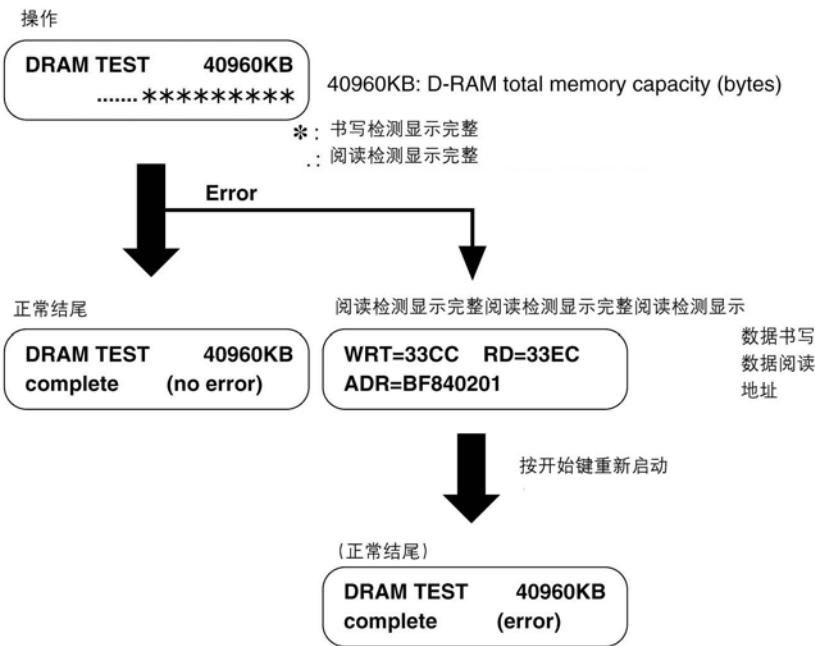 操作
DRAM TEST 40960KB
.......*********
40960KB: D-RAM total memory capacity (bytes)
*: 书写检测显示完整
.: 阅读检测显示完整
Error
正常结尾
DRAM TEST 40960KB
complete (no error)
阅读检测显示完整阅读检测显示完整阅读检测显示
WRT=33CC RD=33EC
ADR=BF840201
数据书写
数据阅读
地址
按开始键重新启动
(正常结尾)
DRAM TEST 40960KB
complete (error)